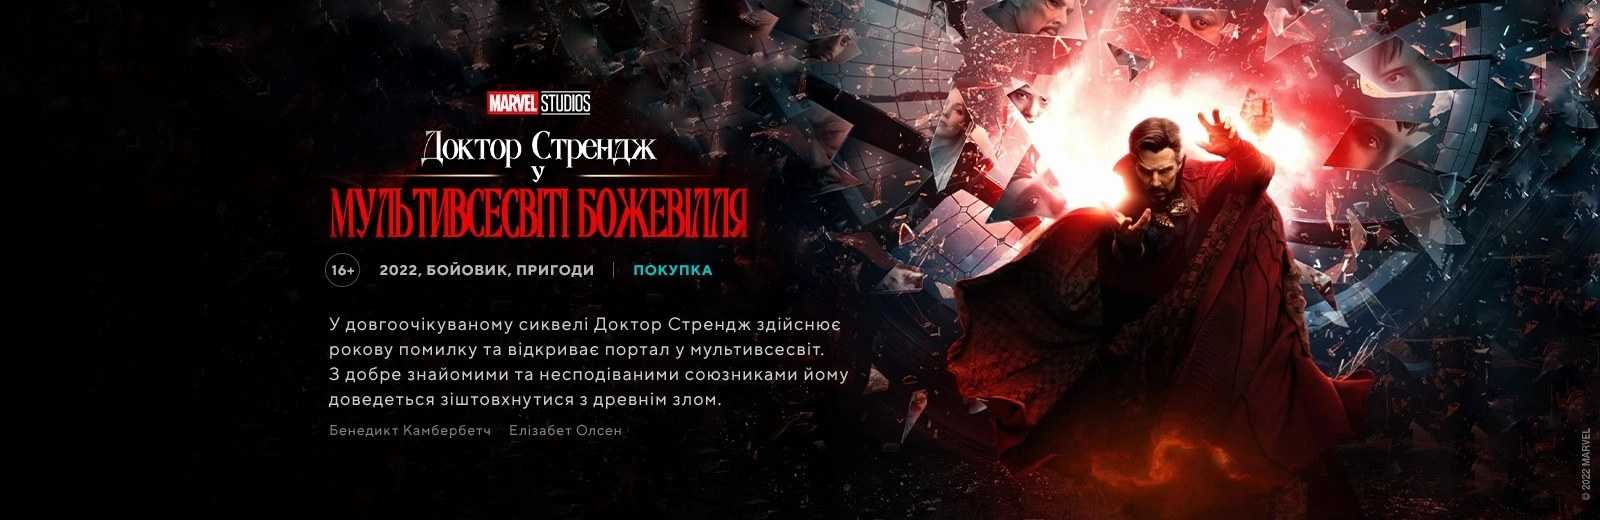 MARVEL STUDIOS
Доктор Стрендж
у
МУЛЬТИВСЕСВІТІ БОЖЕВІЛЛЯ
16+ 2022, БОЙОВИК, ПРИГОДИ | ПОКУПКА
У довгоочікуваному сиквелі Доктор Стрендж здійснює
рокову помилку та відкриває портал у мультивсесвіт.
З добре знайомими та несподіваними союзниками йому
доведеться зіштовхнутися з древнім злом.
Бенедикт Камбербетч Елізабет Олсен
© 2022 MARVEL